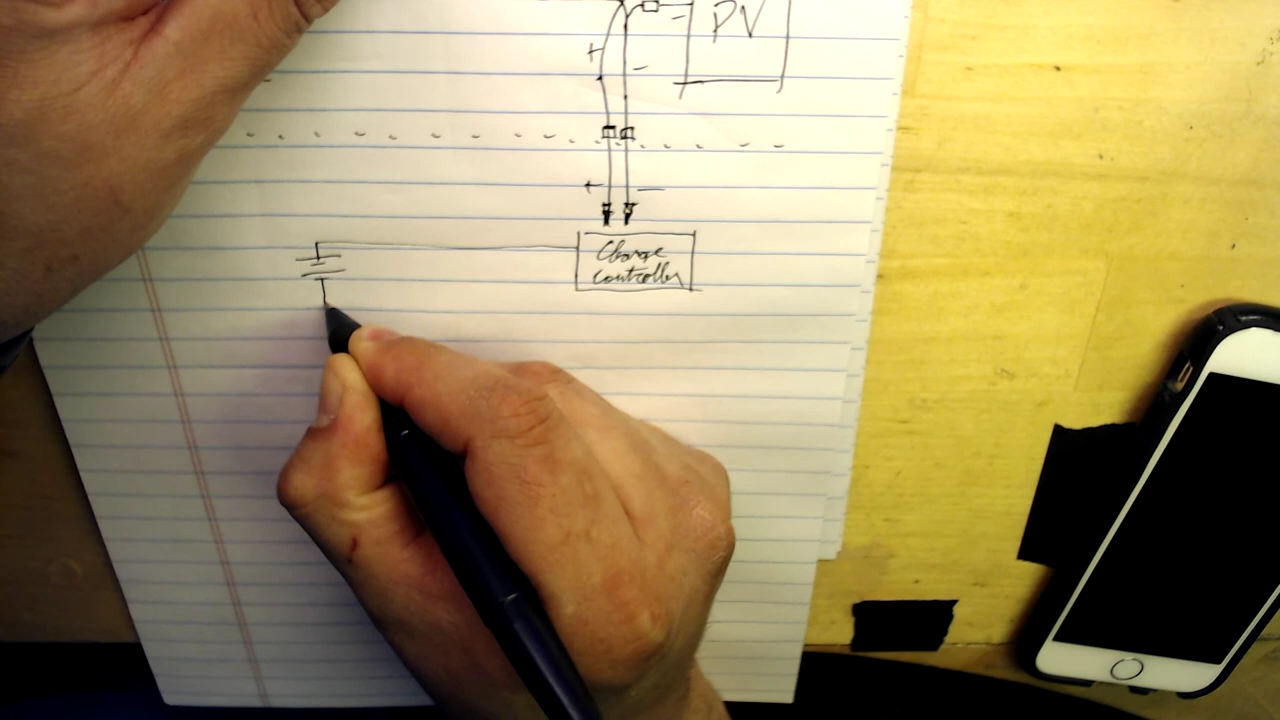 PV
+
-
+
-
Charge
Controller